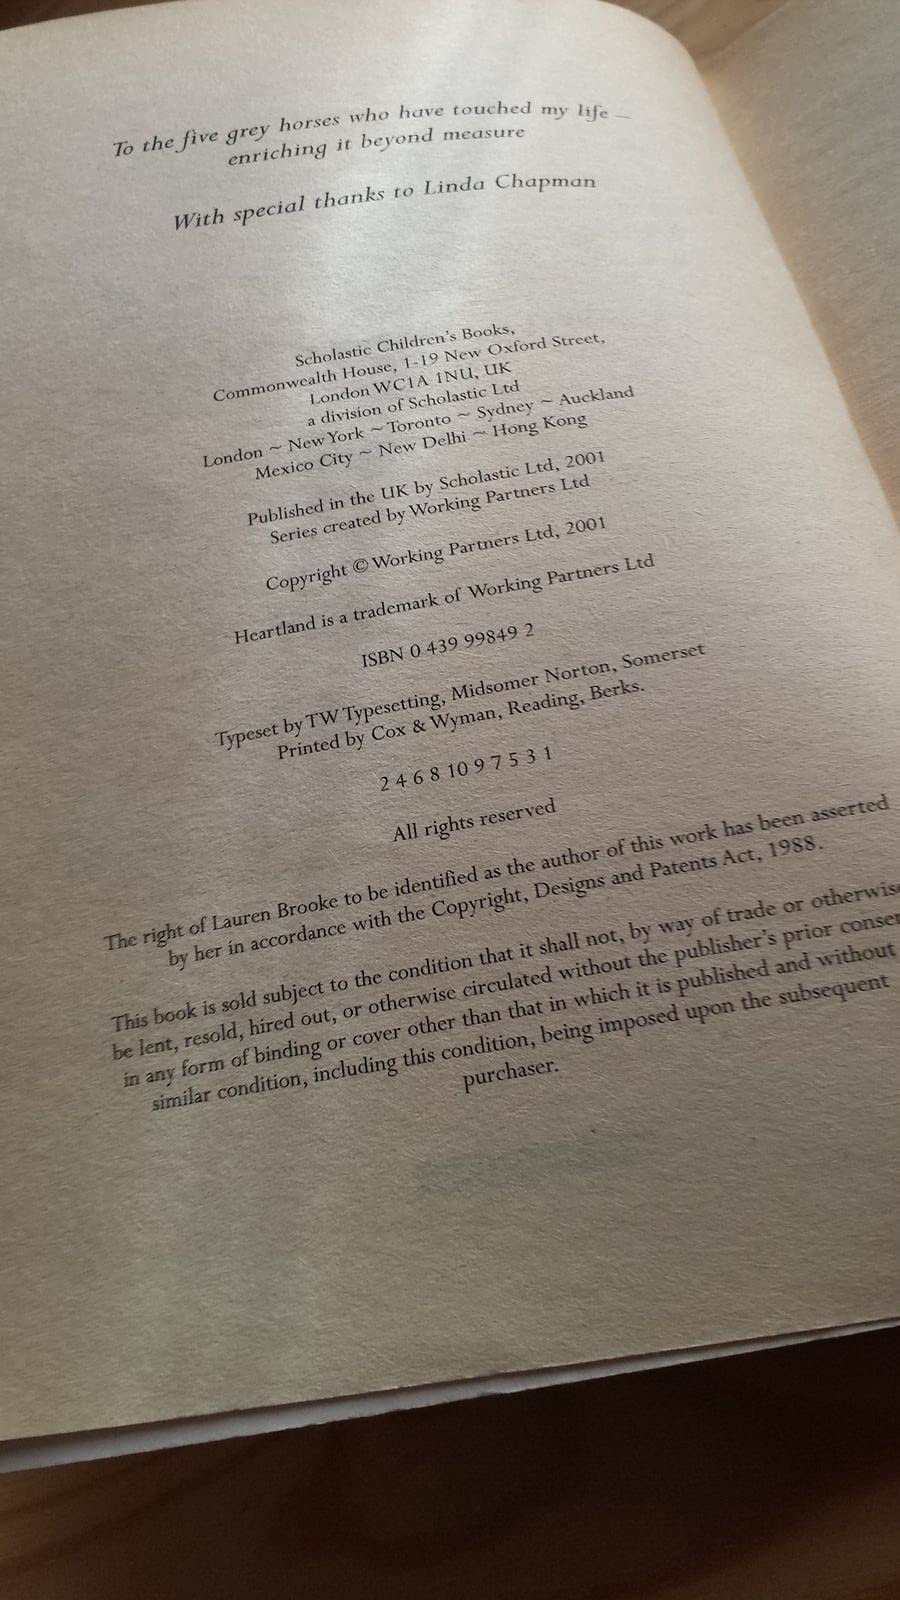 To the five grey horses who have touched my life –
enriching it beyond measure
With special thanks to Linda Chapman
Scholastic Children's Books,
Commonwealth House, 1-19 New Oxford Street,
London WC1A 1NU, UK
a division of Scholastic Ltd
London ~ New York ~ Toronto ~ Sydney ~ Auckland
Mexico City ~ New Delhi ~ Hong Kong
Published in the UK by Scholastic Ltd, 2001
Series created by Working Partners Ltd
Copyright © Working Partners Ltd, 2001
Heartland is a trademark of Working Partners Ltd
ISBN 0 439 99849 2
Typeset by TW Typesetting, Midsomer Norton, Somerset
Printed by Cox & Wyman, Reading, Berks.
2 4 6 8 10 9 7 5 3 1
All rights reserved
The right of Lauren Brooke to be identified as the author of this work has been asserted
by her in accordance with the Copyright, Designs and Patents Act, 1988.
This book is sold subject to the condition that it shall not, by way of trade or otherwise
be lent, resold, hired out, or otherwise circulated without the publisher's prior consen
in any form of binding or cover other than that in which it is published and without
similar condition, including this condition, being imposed upon the subsequent
purchaser.